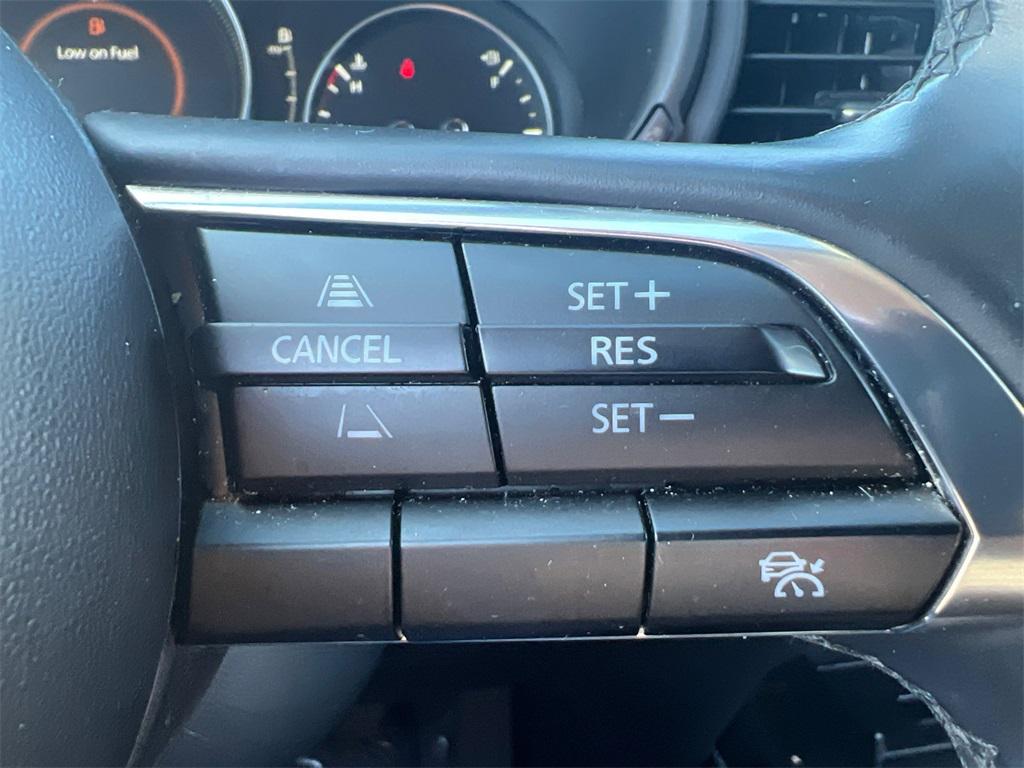 Low on Fuel
H
F
SET+
CANCEL
RES
SET-